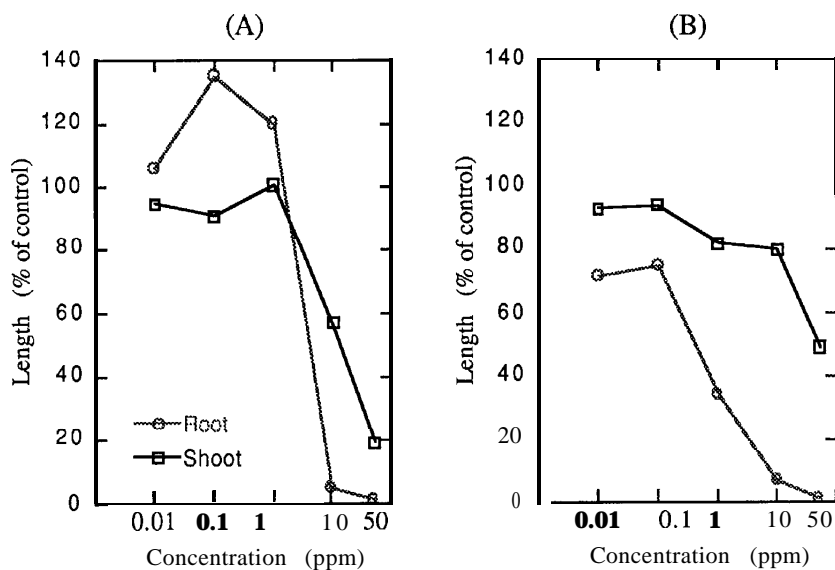 (A)
140
120
100
80
60
40
20
0
Length (% of control)
Root
Shoot
0.01 0.1 1 10 50
Concentration (ppm)
(B)
140
120
100
80
60
40
20
0
Length (% of control)
0.01 0.1 1 10 50
Concentration (ppm)